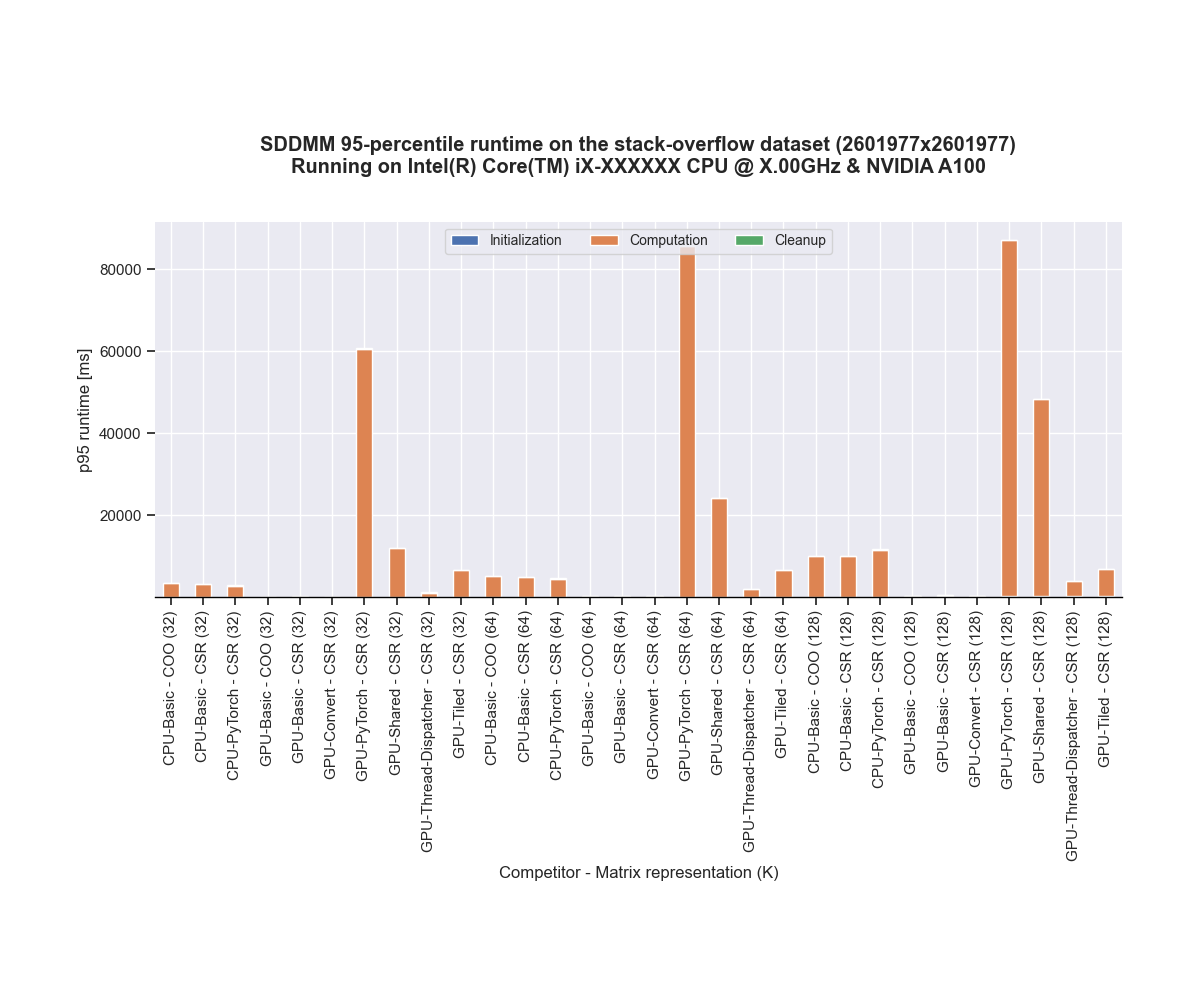 SDDMM 95-percentile runtime on the stack-overflow dataset (2601977x2601977)
Running on Intel(R) Core(TM) iX-XXXXXX CPU @ X.00GHz & NVIDIA A100
Initialization
Computation
Cleanup
p95 runtime [ms]
80000
60000
40000
20000
CPU-Basic - COO (32)
CPU-Basic - CSR (32)
CPU-PyTorch - CSR (32)
GPU-Basic - COO (32)
GPU-Basic - CSR (32)
GPU-Convert - CSR (32)
GPU-PyTorch - CSR (32)
GPU-Shared - CSR (32)
GPU-Thread-Dispatcher - CSR (32)
GPU-Tiled - CSR (32)
CPU-Basic - COO (64)
CPU-Basic - CSR (64)
CPU-PyTorch - CSR (64)
GPU-Basic - COO (64)
GPU-Basic - CSR (64)
GPU-Convert - CSR (64)
GPU-PyTorch - CSR (64)
GPU-Shared - CSR (64)
GPU-Thread-Dispatcher - CSR (64)
GPU-Tiled - CSR (64)
CPU-Basic - COO (128)
CPU-Basic - CSR (128)
CPU-PyTorch - CSR (128)
GPU-Basic - COO (128)
GPU-Basic - CSR (128)
GPU-Convert - CSR (128)
GPU-PyTorch - CSR (128)
GPU-Shared - CSR (128)
GPU-Thread-Dispatcher - CSR (128)
GPU-Tiled - CSR (128)
Competitor - Matrix representation (K)